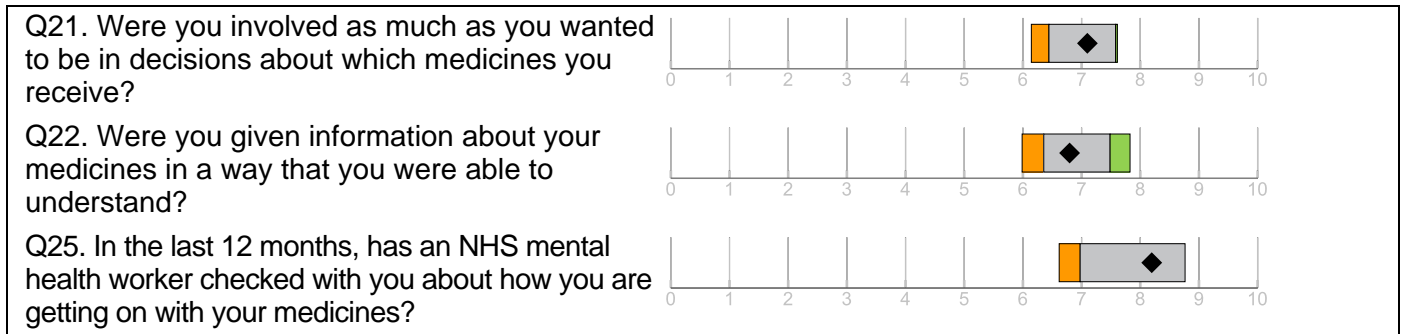 Q21. Were you involved as much as you wanted
to be in decisions about which medicines you
receive?
0 1 2 3 4 5 6 7 8 9 10
Q22. Were you given information about your
medicines in a way that you were able to
understand?
0 1 2 3 4 5 6 7 8 9 10
Q25. In the last 12 months, has an NHS mental
health worker checked with you about how you are
getting on with your medicines?
0 1 2 3 4 5 6 7 8 9 10